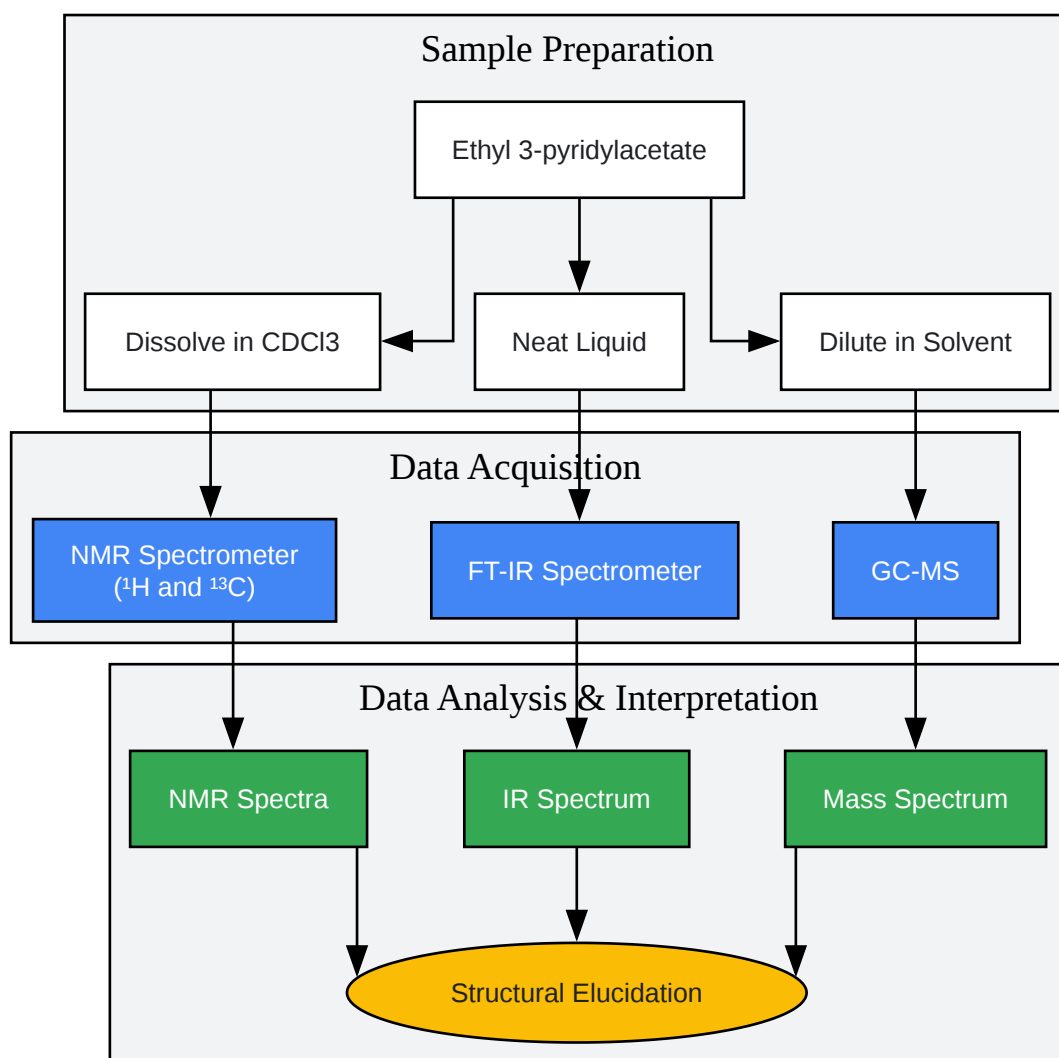 Sample Preparation
Ethyl 3-pyridylacetate
Dissolve in CDCl3
Neat Liquid
Dilute in Solvent
Data Acquisition
NMR Spectrometer
(¹H and ¹³C)
FT-IR Spectrometer
GC-MS
Data Analysis & Interpretation
NMR Spectra
IR Spectrum
Mass Spectrum
Structural Elucidation